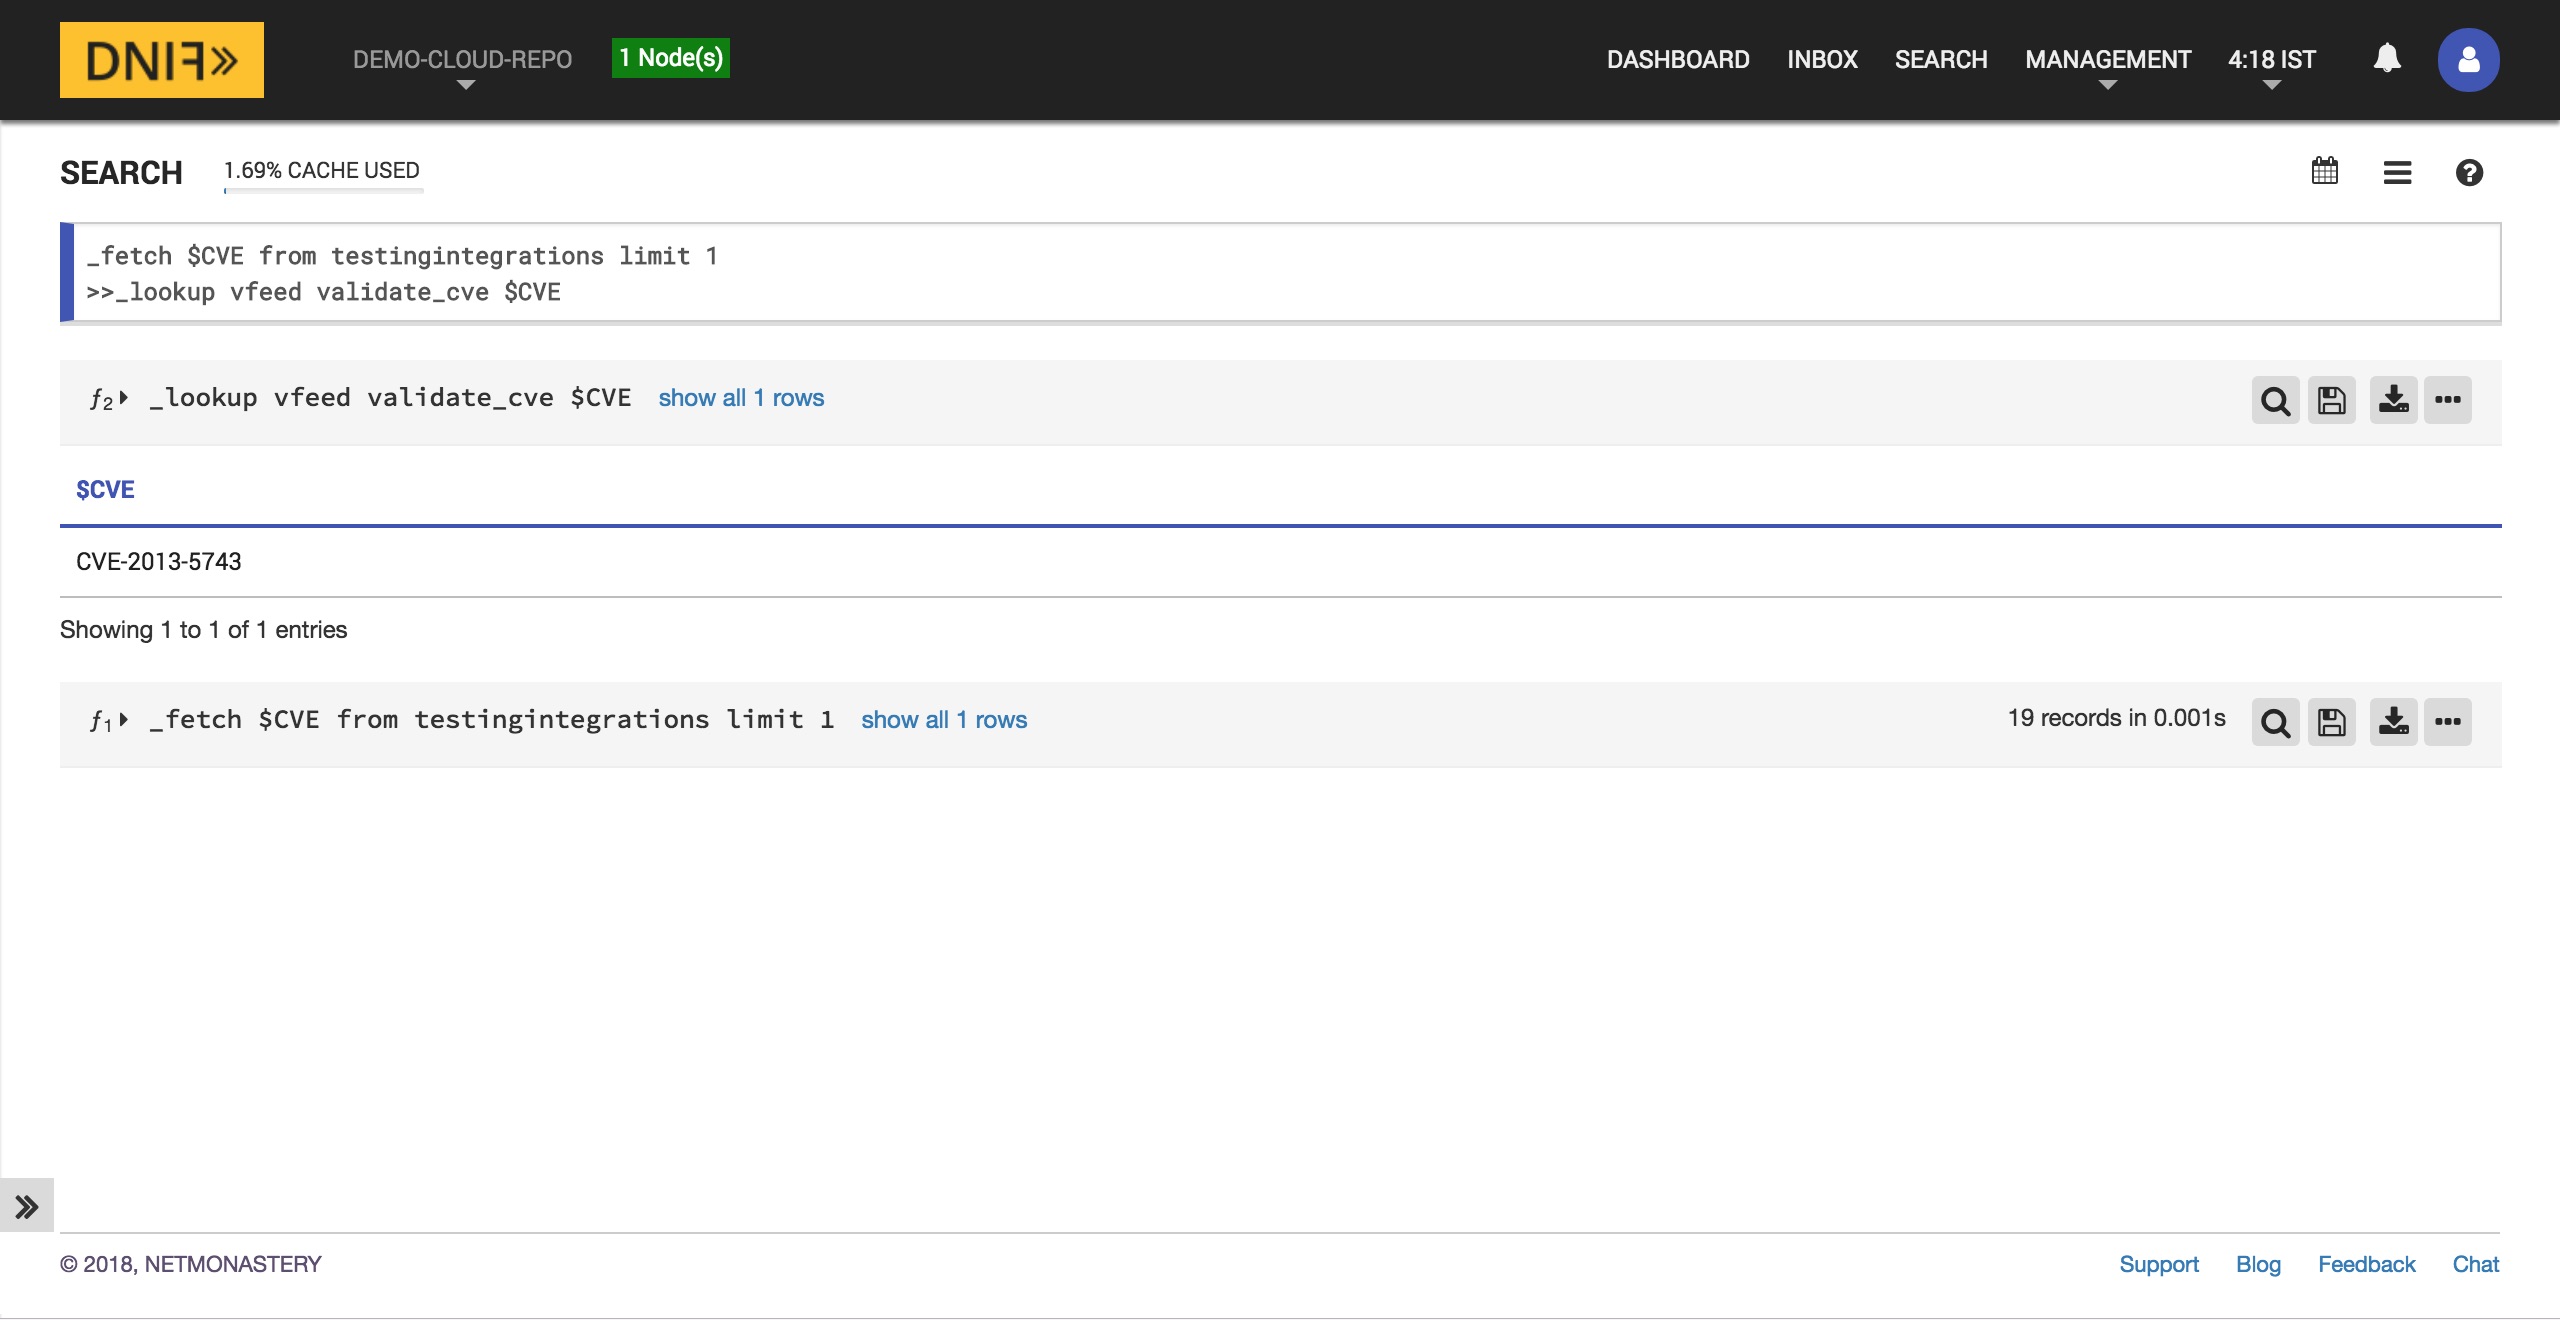 DNIF»
DEMO-CLOUD-REPO
1 Node(s)
DASHBOARD
INBOX
SEARCH
MANAGEMENT
4:18 IST
SEARCH
1.69% CACHE USED
_fetch $CVE from testingintegrations limit 1
>>_lookup vfeed validate_cve $CVE
ƒ2 _lookup vfeed validate_cve $CVE show all 1 rows
$CVE
CVE-2013-5743
Showing 1 to 1 of 1 entries
ƒ1 _fetch $CVE from testingintegrations limit 1 show all 1 rows
19 records in 0.001s
© 2018, NETMONASTERY
Support
Blog
Feedback
Chat